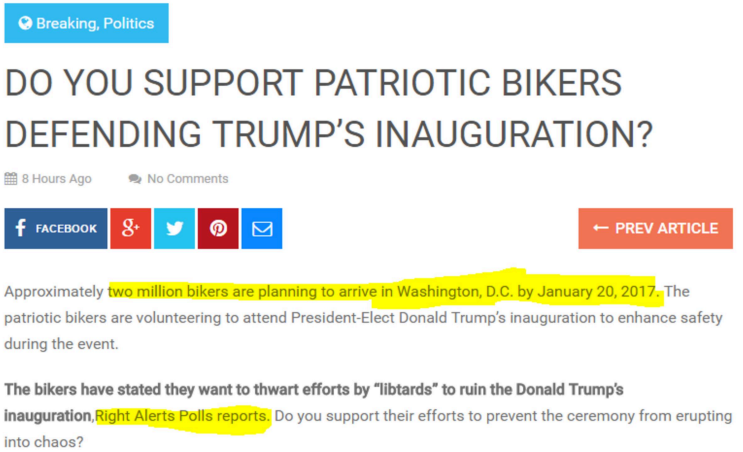 Breaking, Politics
DO YOU SUPPORT PATRIOTIC BIKERS
DEFENDING TRUMP'S INAUGURATION?
8 Hours Ago No Comments
f FACEBOOK g+ ← PREV ARTICLE
Approximately two million bikers are planning to arrive in Washington, D.C. by January 20, 2017. The
patriotic bikers are volunteering to attend President-Elect Donald Trump's inauguration to enhance safety
during the event.
The bikers have stated they want to thwart efforts by "libtards" to ruin the Donald Trump's
inauguration,Right Alerts Polls reports. Do you support their efforts to prevent the ceremony from erupting
into chaos?